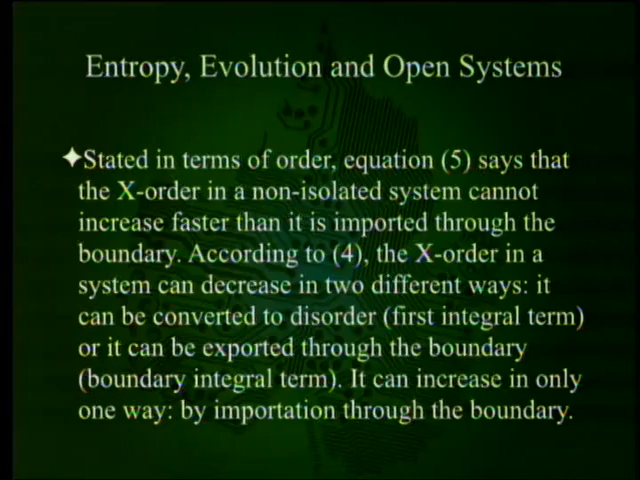 Entropy, Evolution and Open Systems
Stated in terms of order, equation (5) says that
the X-order in a non-isolated system cannot
increase faster than it is imported through the
boundary. According to (4), the X-order in a
system can decrease in two different ways: it
can be converted to disorder (first integral term)
or it can be exported through the boundary
(boundary integral term). It can increase in only
one way: by importation through the boundary.